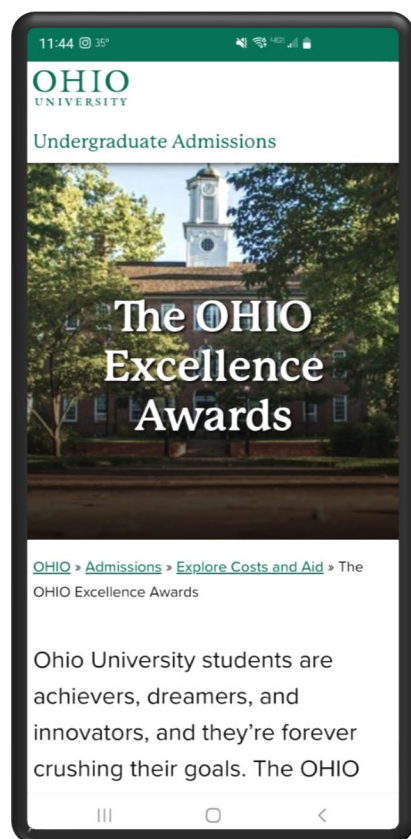 11:44 35°
OHIO
UNIVERSITY
Undergraduate Admissions
The OHIO
Excellence
Awards
OHIO » Admissions » Explore Costs and Aid » The
OHIO Excellence Awards
Ohio University students are
achievers, dreamers, and
innovators, and they’re forever
crushing their goals. The OHIO